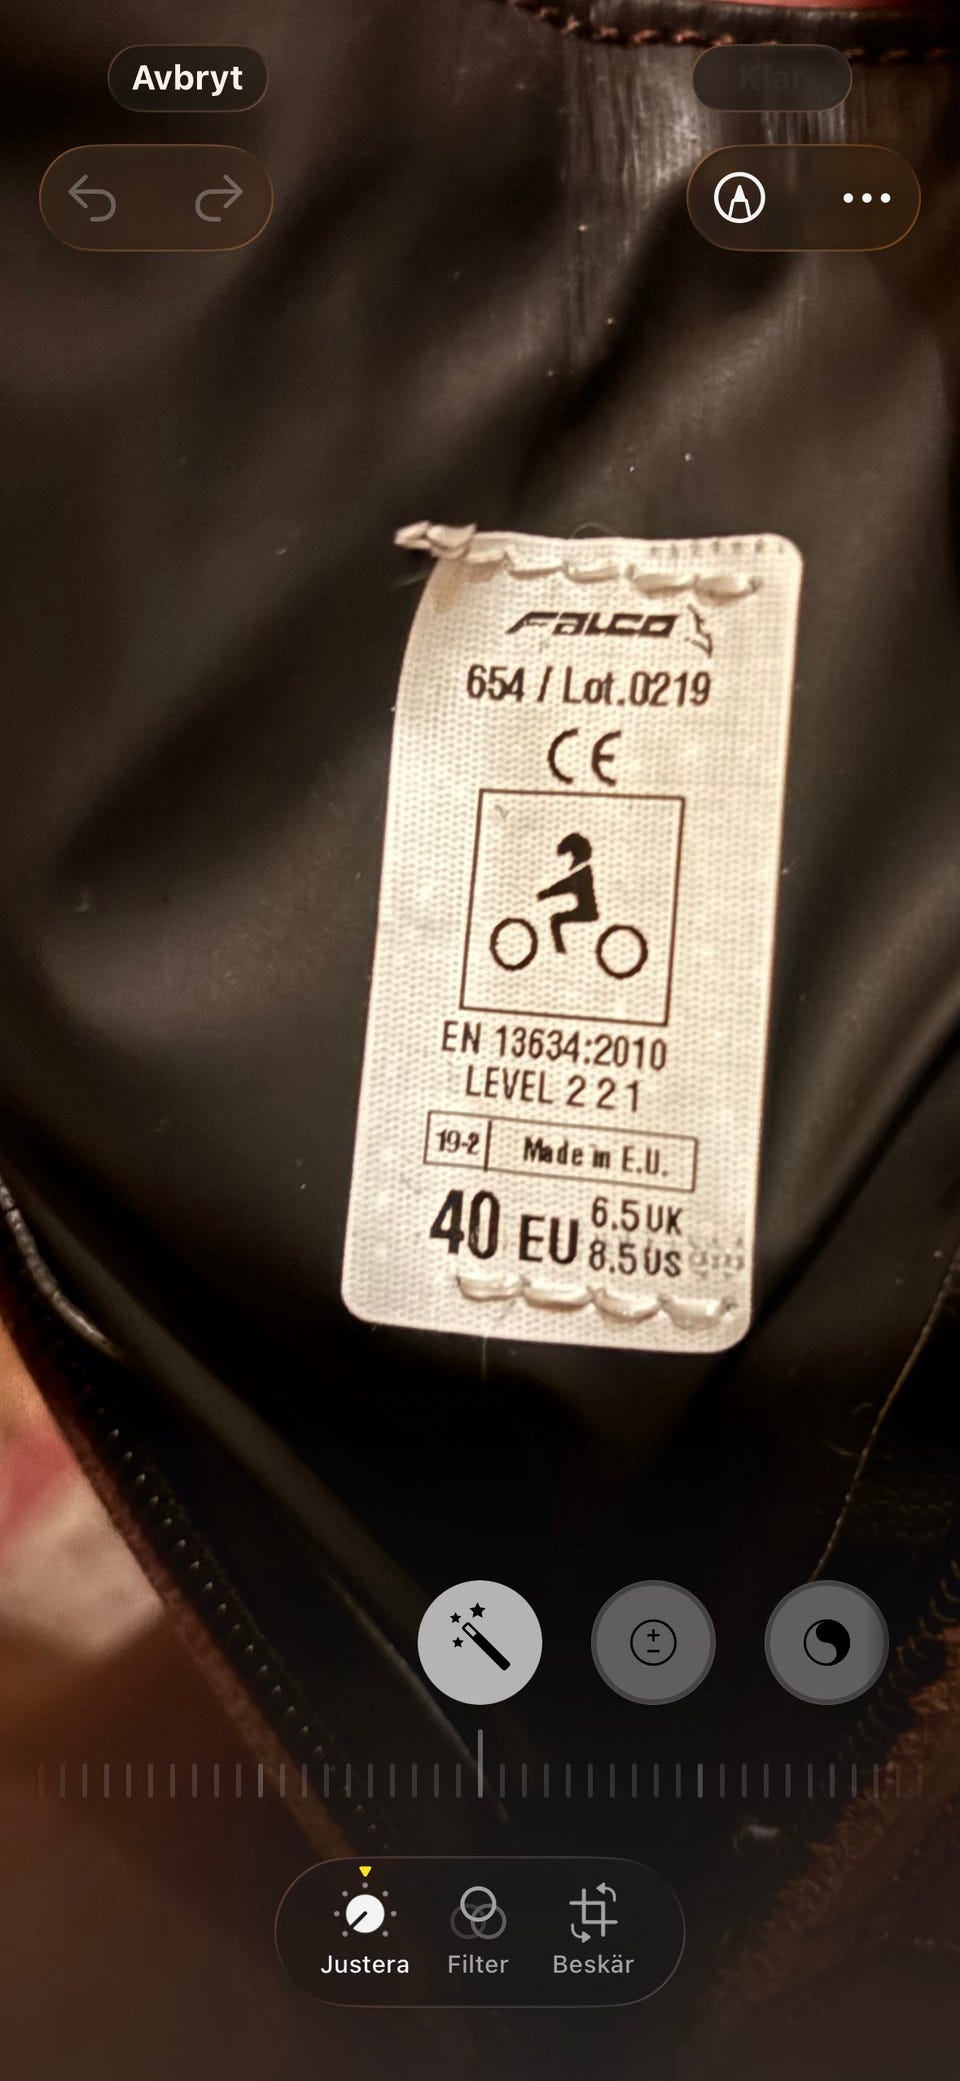 Avbryt
Klar
FALCO
654 / Lot.0219
CE
EN 13634:2010
LEVEL 2 2 1
19-2 Made in E.U.
40 EU 6.5 UK
8.5 US
Justera Filter Beskär